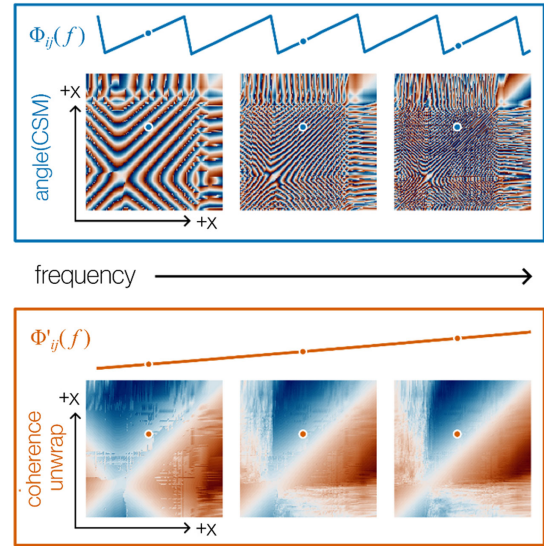 Φij(f)
+X
angle(CSM)
+X
frequency
Φ'ij(f)
+X
coherence
unwrap
+X